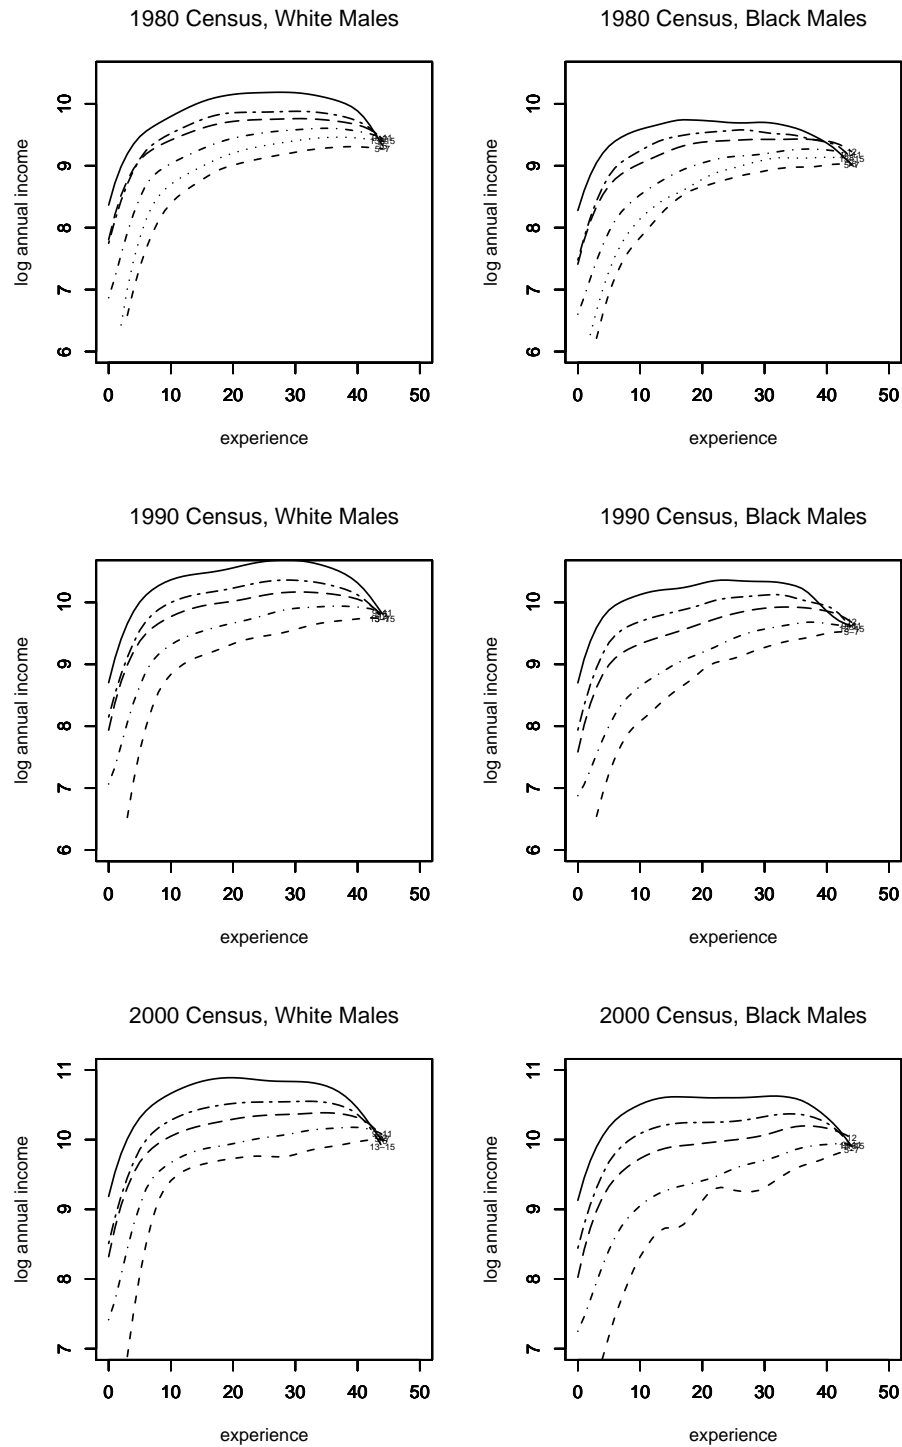 1980 Census, White Males
log annual income
10
9
8
7
6
0 10 20 30 40 50
experience
1980 Census, Black Males
log annual income
10
9
8
7
6
0 10 20 30 40 50
experience
1990 Census, White Males
log annual income
10
9
8
7
6
0 10 20 30 40 50
experience
1990 Census, Black Males
log annual income
10
9
8
7
6
0 10 20 30 40 50
experience
2000 Census, White Males
log annual income
11
10
9
8
7
0 10 20 30 40 50
experience
13−15
2000 Census, Black Males
log annual income
11
10
9
8
7
0 10 20 30 40 50
experience
12